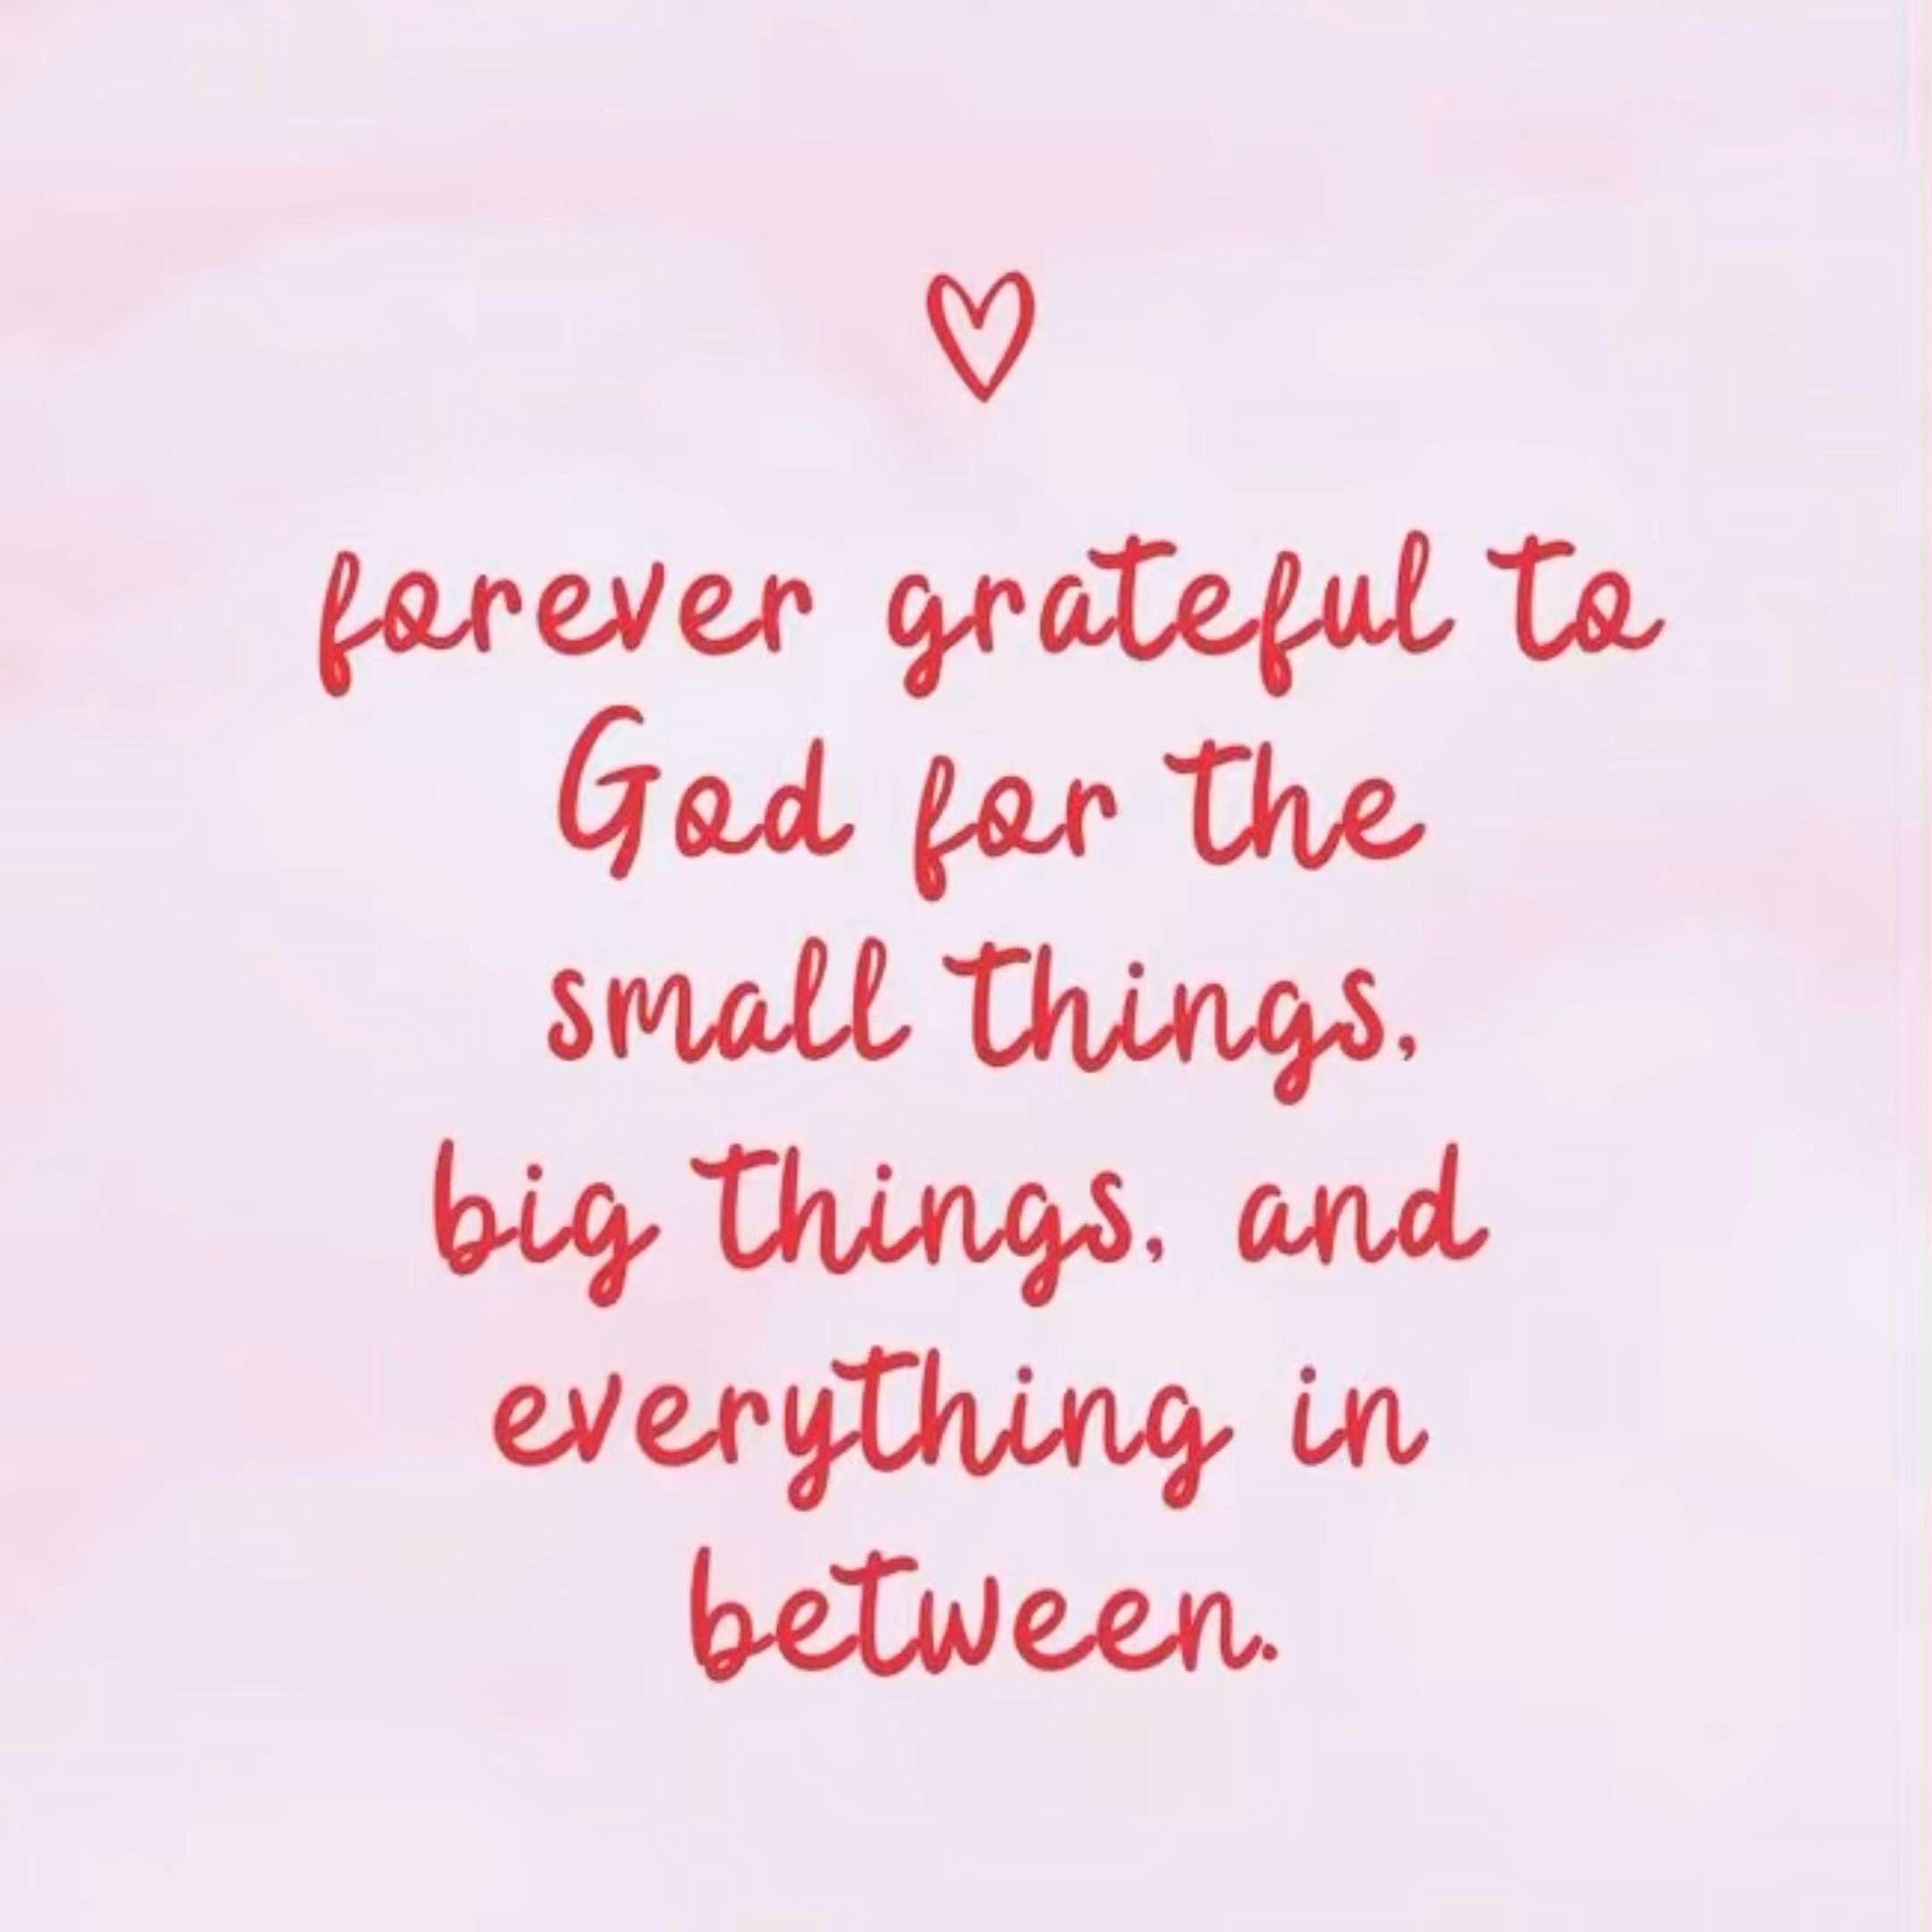 forever grateful to
God for the
small things,
big things, and
everything in
between.